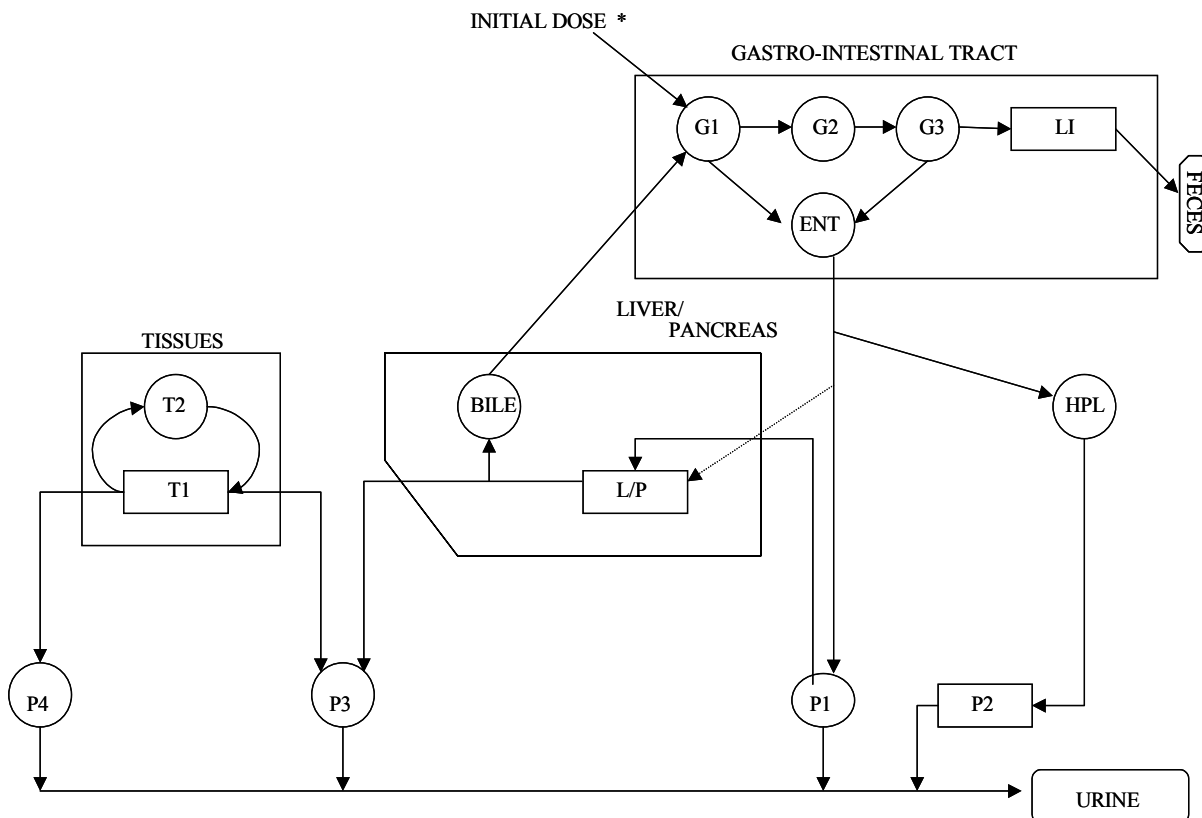 INITIAL DOSE *
GASTRO-INTESTINAL TRACT
G1
G2
G3
LI
FECES
ENT
LIVER/
PANCREAS
TISSUES
T2
BILE
HPL
T1
L/P
P4
P3
P1
P2
URINE